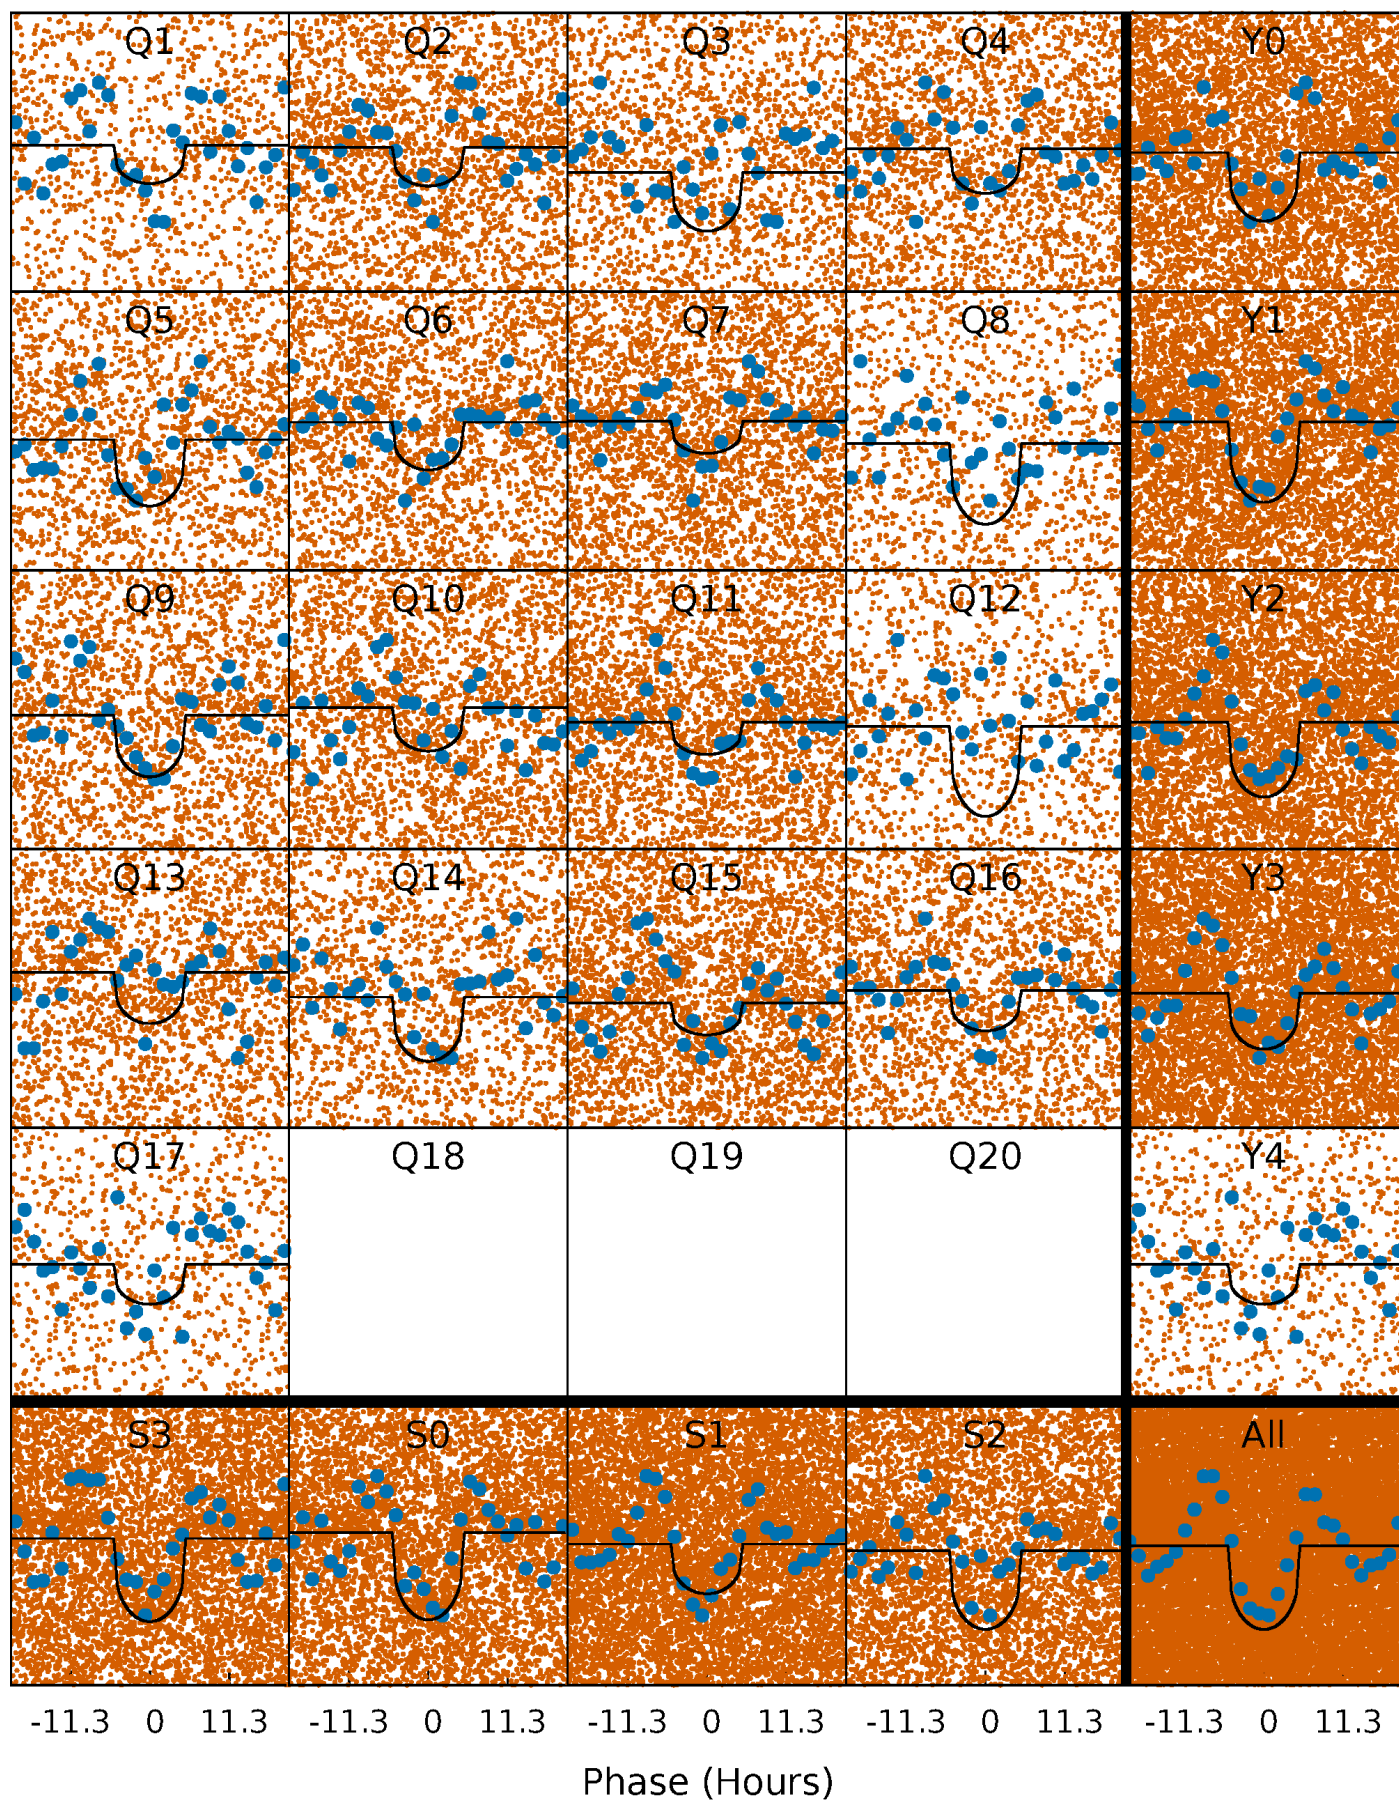 Q1 Q2 Q3 Q4 Y0
Q5 Q6 Q7 Q8 Y1
Q9 Q10 Q11 Q12 Y2
Q13 Q14 Q15 Q16 Y3
Q17 Q18 Q19 Q20 Y4
S3 S0 S1 S2 All
-11.3 0 11.3 -11.3 0 11.3 -11.3 0 11.3 -11.3 0 11.3 -11.3 0 11.3
Phase (Hours)